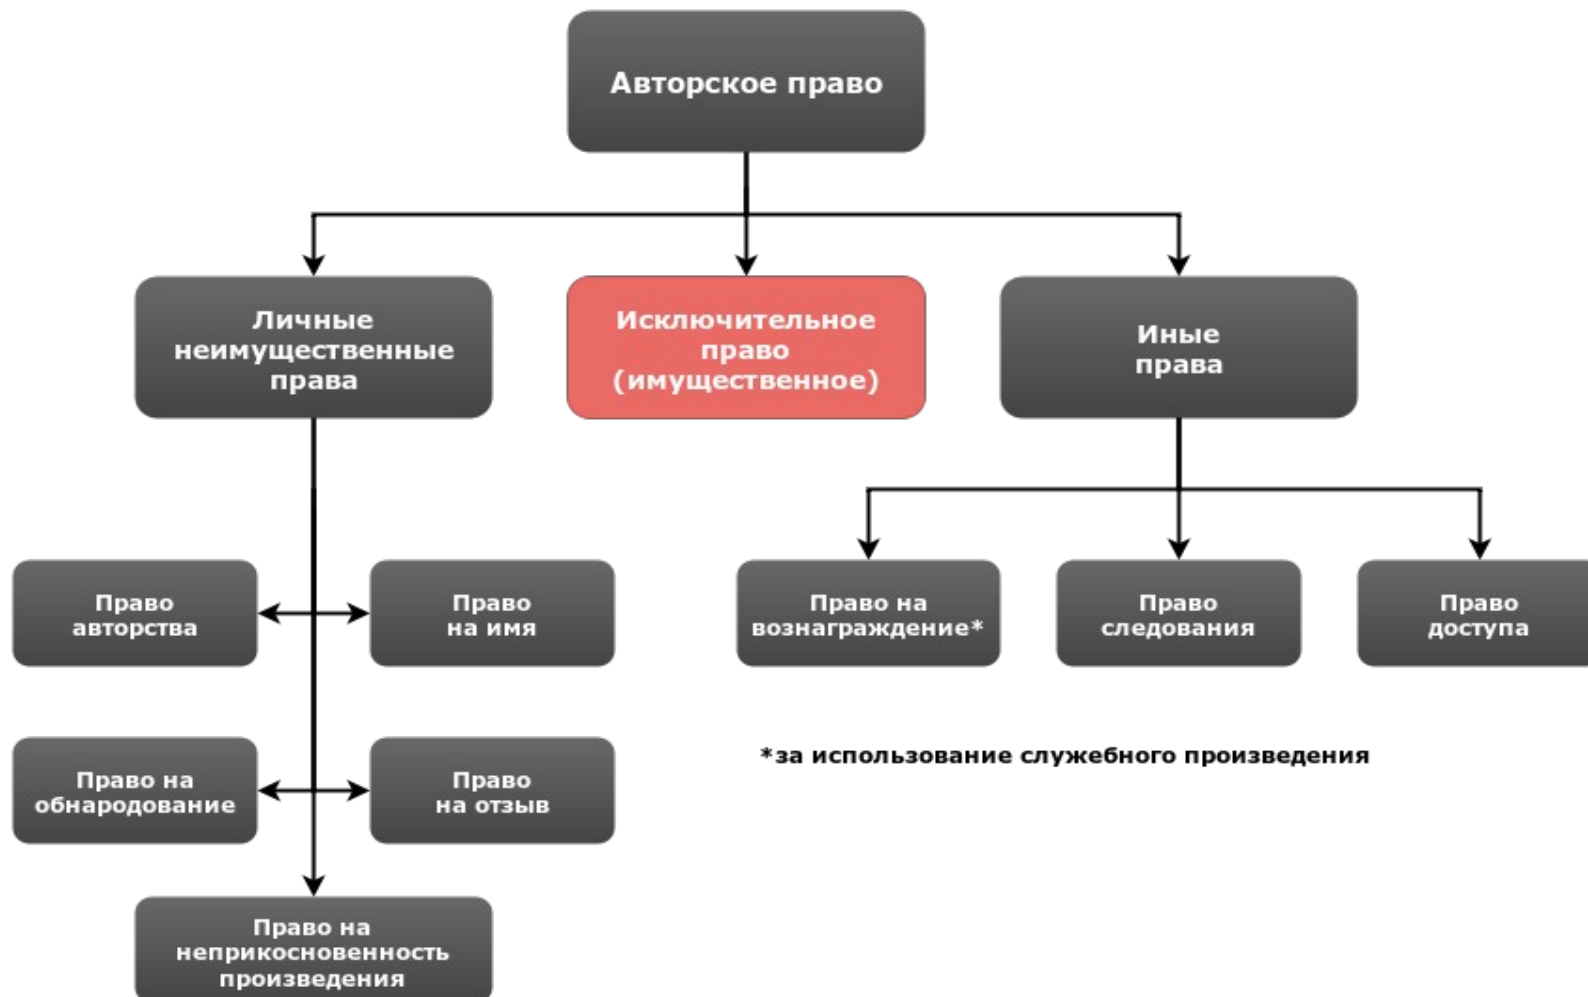 Авторское право
Личные
неимущественные
права
Исключительное
право
(имущественное)
Иные
права
Право
авторства
Право
на имя
Право на
вознаграждение*
Право
следования
Право
доступа
Право на
обнародование
Право
на отзыв
*за использование служебного произведения
Право на
неприкосновенность
произведения